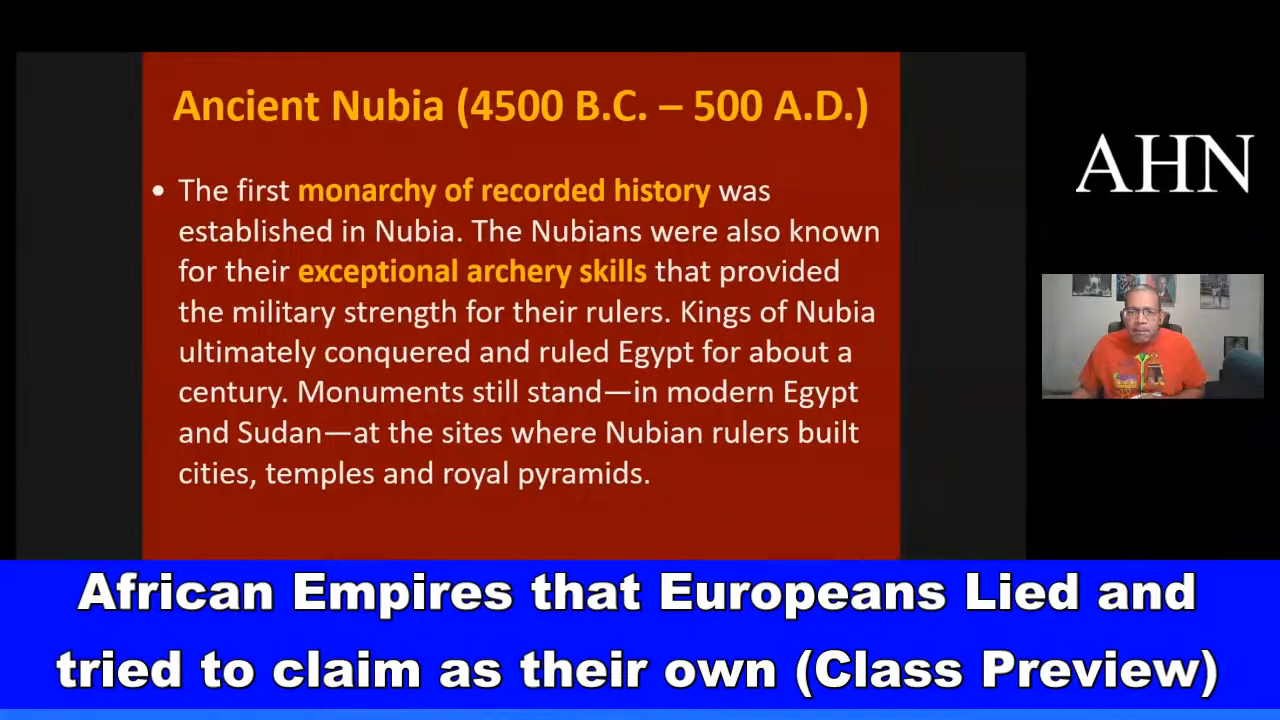 Ancient Nubia (4500 B.C. – 500 A.D.)
• The first monarchy of recorded history was
established in Nubia. The Nubians were also known
for their exceptional archery skills that provided
the military strength for their rulers. Kings of Nubia
ultimately conquered and ruled Egypt for about a
century. Monuments still stand—in modern Egypt
and Sudan—at the sites where Nubian rulers built
cities, temples and royal pyramids.
AHN
African Empires that Europeans Lied and
tried to claim as their own (Class Preview)